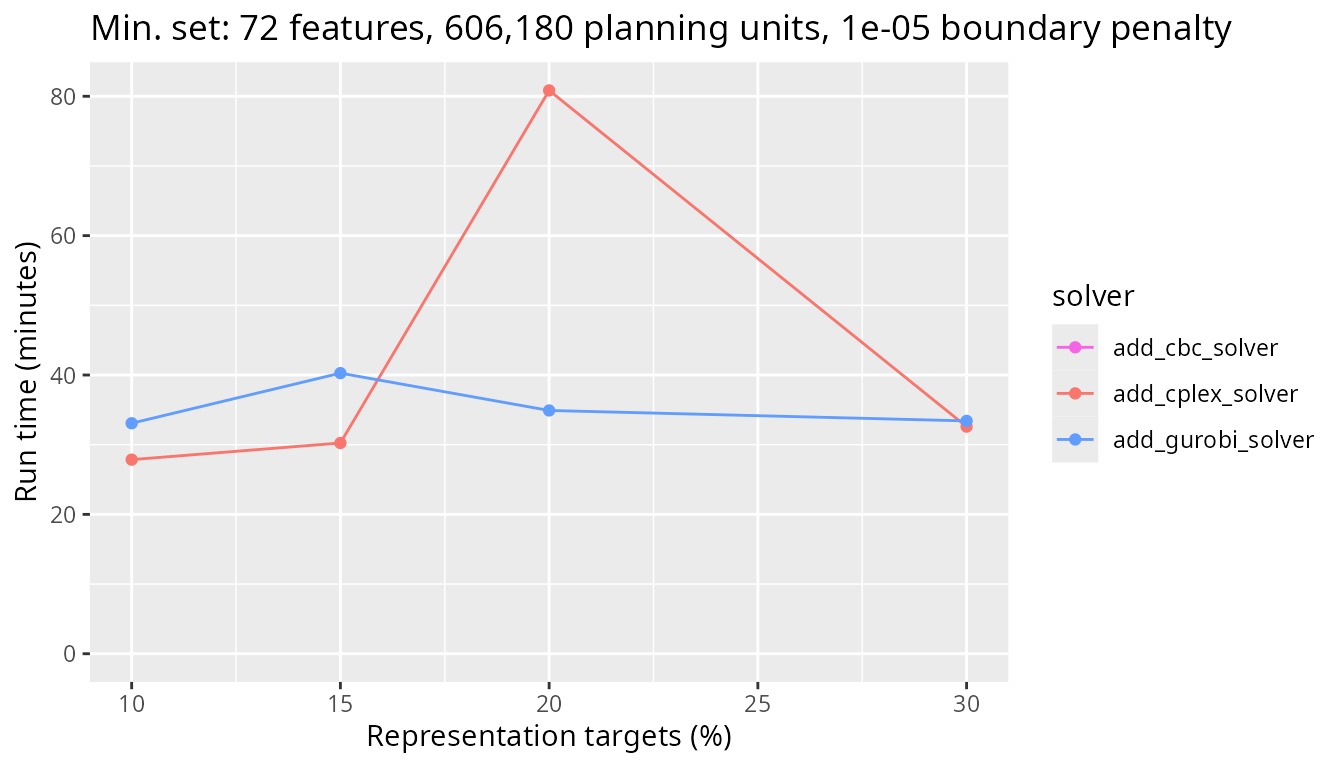 Min. set: 72 features, 606,180 planning units, 1e-05 boundary penalty
Run time (minutes)
80
60
40
20
0
10 15 20 25 30
Representation targets (%)
solver
add_cbc_solver
add_cplex_solver
add_gurobi_solver